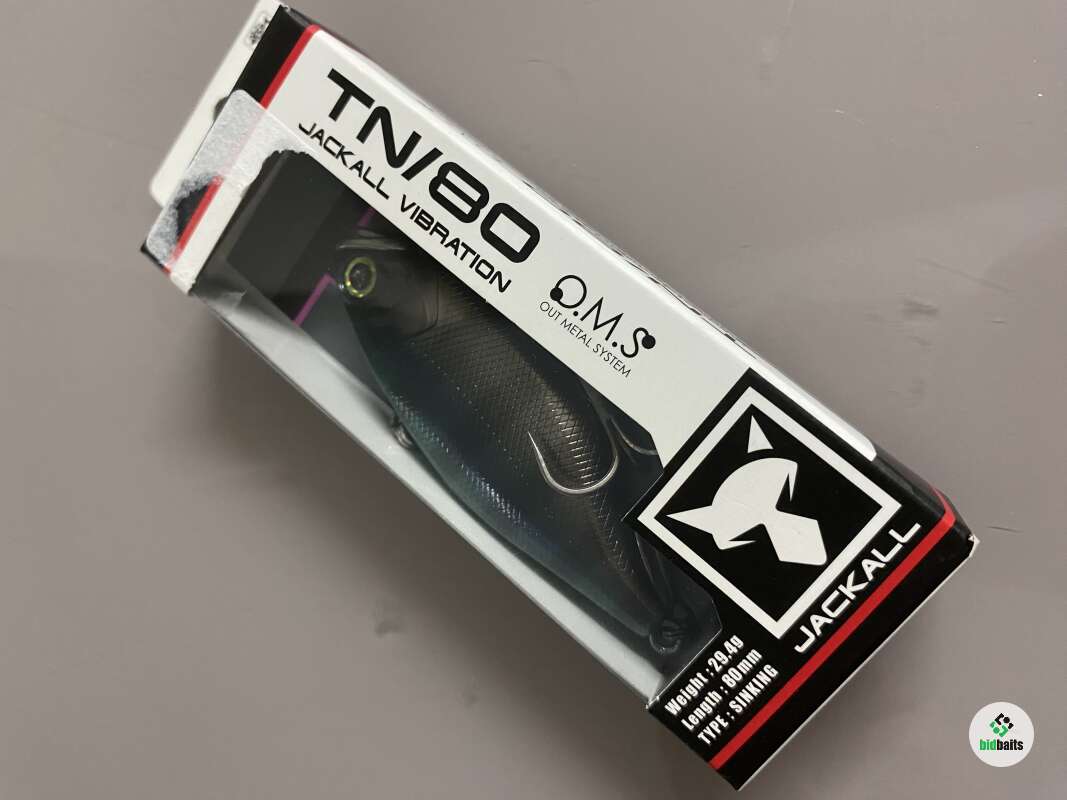 TN/80
JACKALL VIBRATION
O.M.S
OUT METAL SYSTEM
JACKALL
Weight : 29.4g
Length : 80mm
TYPE : SINKING
bidbaits